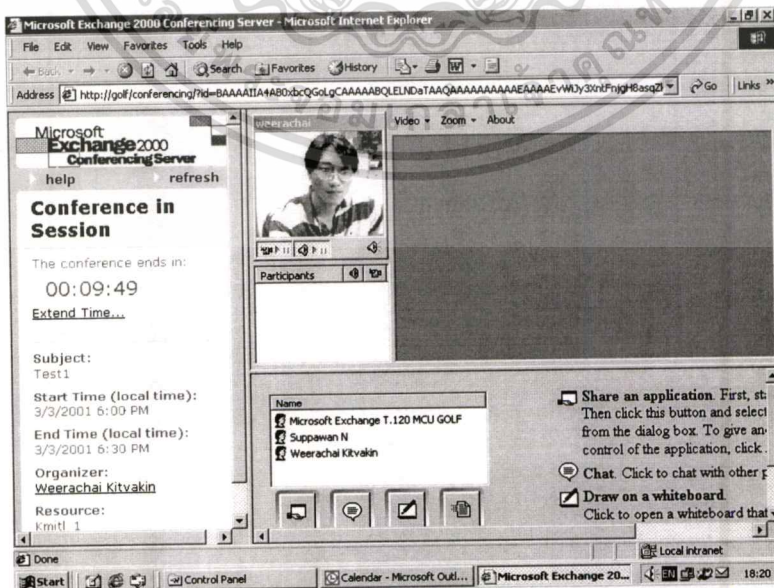 Microsoft Exchange 2000 Conferencing Server - Microsoft Internet Explorer
File Edit View Favorites Tools Help
Back Search Favorites History
Address http://golf/conferencing/?id= Go Links »
Microsoft
Exchange 2000
Conferencing Server
help refresh
Conference in
Session
The conference ends in:
00:09:49
Extend Time...
Subject:
Test1
Start Time (local time):
3/3/2001 6:00 PM
End Time (local time):
3/3/2001 6:30 PM
Organizer:
Weerachai Kitvakin
Resource:
Kmitl_1
weerachai
Video Zoom About
Participants
Name
Microsoft Exchange T.120 MCU GOLF
Suppawan N
Weerachai Kitvakin
Share an application. First, st
Then click this button and select
from the dialog box. To give an
control of the application, click
Chat. Click to chat with other p
Draw on a whiteboard.
Click to open a whiteboard that
Done Local intranet
Start Control Panel Calendar - Microsoft Outl... Microsoft Exchange 20... EN 18:20